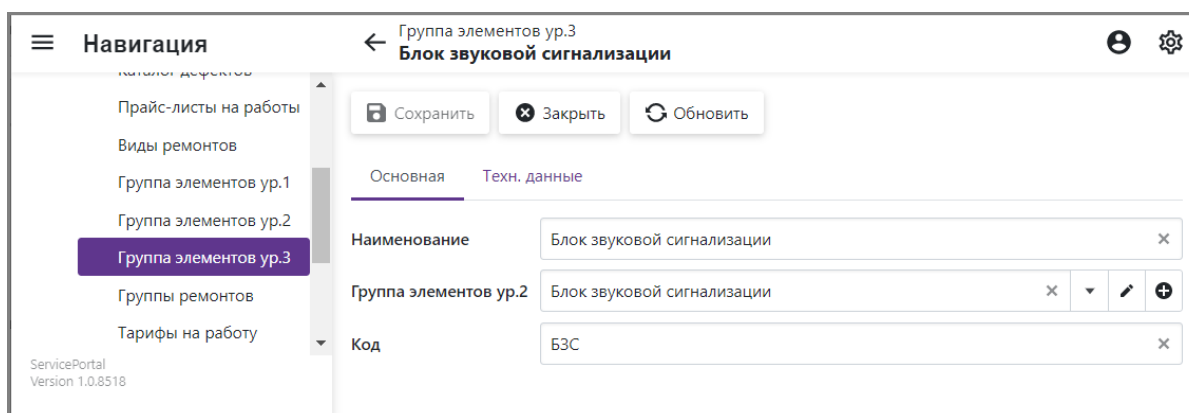 Навигация
Группа элементов ур.3
Блок звуковой сигнализации
Каталог дефектов
Прайс-листы на работы
Виды ремонтов
Группа элементов ур.1
Группа элементов ур.2
Группа элементов ур.3
Группы ремонтов
Тарифы на работу
ServicePortal
Version 1.0.8518
Сохранить
Закрыть
Обновить
Основная
Техн. данные
Наименование
Блок звуковой сигнализации
Группа элементов ур.2
Блок звуковой сигнализации
Код
БЗС